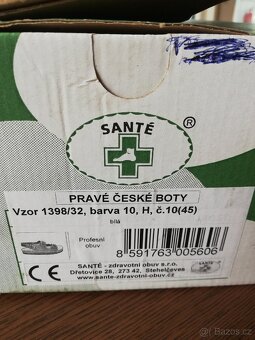 SANTÉ
®
PRAVÉ ČESKÉ BOTY
Vzor 1398/32, barva 10, H, č.10(45)
bílá
Profesní
obuv
8 591763 005606
CE
SANTÉ - zdravotní obuv s.r.o.
Dřetovice 28, 273 42, Stehelčeves
www.sante-zdravotni-obuv.cz
Bazoš.cz